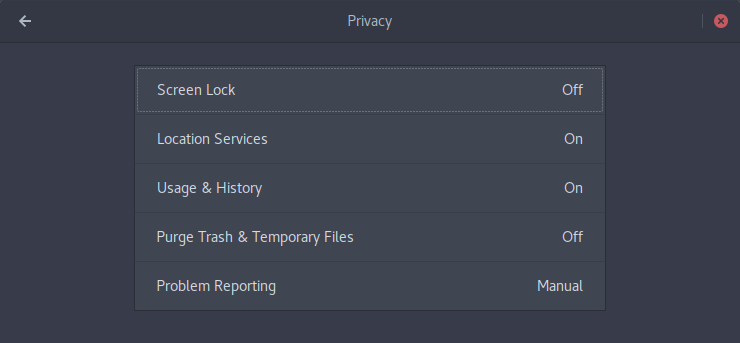 Privacy
Screen Lock Off
Location Services On
Usage & History On
Purge Trash & Temporary Files Off
Problem Reporting Manual